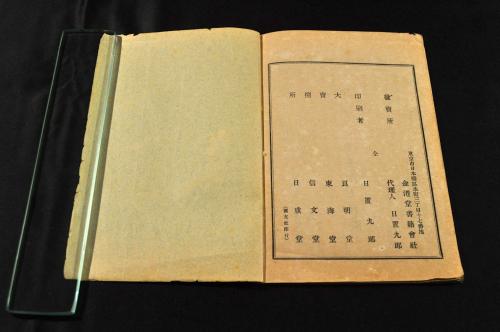 發賣所
東京市日本橋區本町三丁目十七番地
金港堂書籍會社
代理人 日置九郎
印刷者 仝 日置九郎
大賣捌所
良明堂
東海堂
信文堂
日成堂